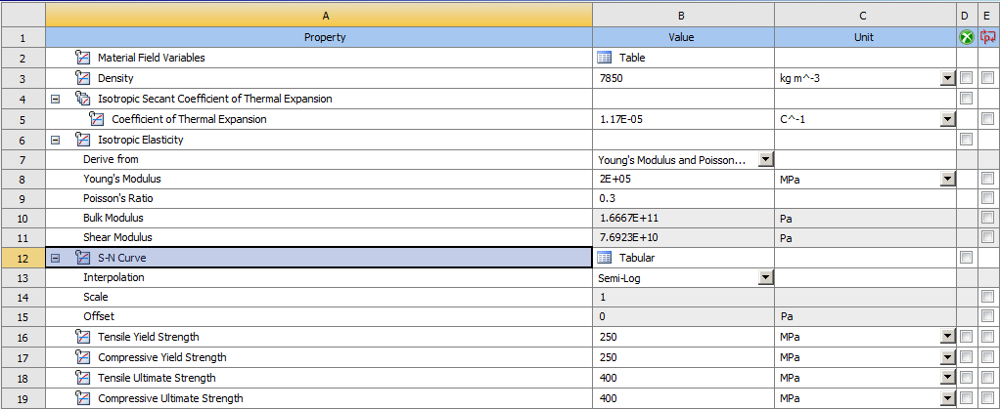 A B C D E
1 Property Value Unit
2 Material Field Variables Table
3 Density 7850 kg m^-3
4 Isotropic Secant Coefficient of Thermal Expansion
5 Coefficient of Thermal Expansion 1.17E-05 C^-1
6 Isotropic Elasticity
7 Derive from Young's Modulus and Poisson...
8 Young's Modulus 2E+05 MPa
9 Poisson's Ratio 0.3
10 Bulk Modulus 1.6667E+11 Pa
11 Shear Modulus 7.6923E+10 Pa
12 S-N Curve Tabular
13 Interpolation Semi-Log
14 Scale 1
15 Offset 0 Pa
16 Tensile Yield Strength 250 MPa
17 Compressive Yield Strength 250 MPa
18 Tensile Ultimate Strength 400 MPa
19 Compressive Ultimate Strength 400 MPa